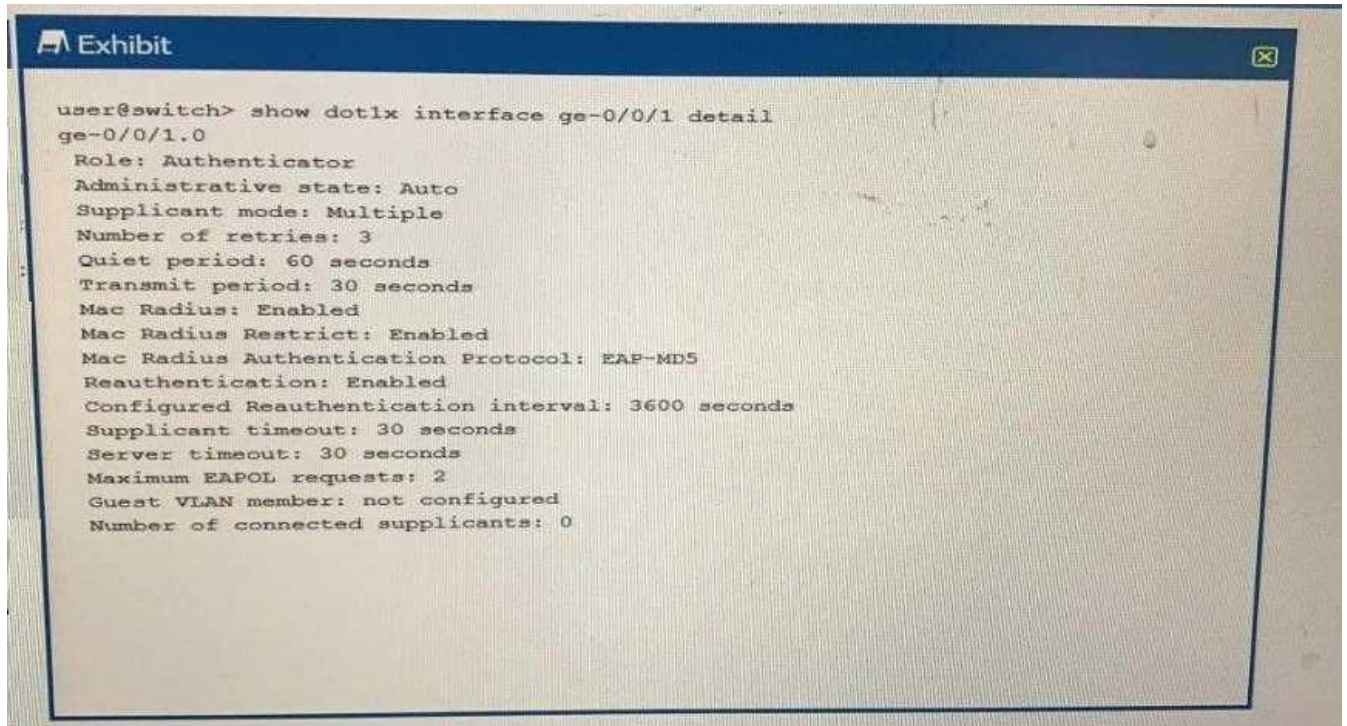 Exhibit
user@switch> show dot1x interface ge-0/0/1 detail
ge-0/0/1.0
Role: Authenticator
Administrative state: Auto
Supplicant mode: Multiple
Number of retries: 3
Quiet period: 60 seconds
Transmit period: 30 seconds
Mac Radius: Enabled
Mac Radius Restrict: Enabled
Mac Radius Authentication Protocol: EAP-MD5
Reauthentication: Enabled
Configured Reauthentication interval: 3600 seconds
Supplicant timeout: 30 seconds
Server timeout: 30 seconds
Maximum EAPOL requests: 2
Guest VLAN member: not configured
Number of connected supplicants: 0